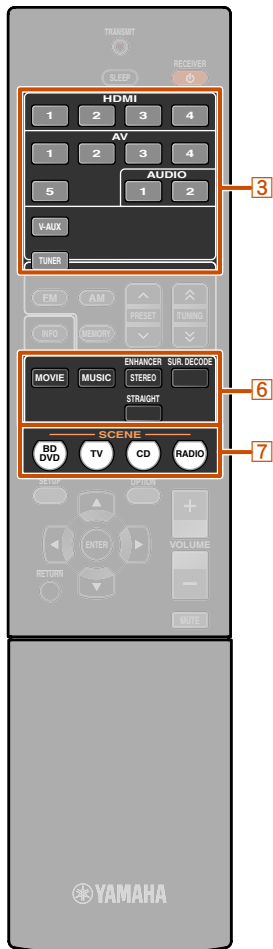 TRANSMIT
RECEIVER
SLEEP
HDMI
1 2 3 4
AV
1 2 3 4
5
AUDIO
1 2
3
V-AUX
TUNER
FM AM
PRESET TUNING
INFO MEMORY
ENHANCER SUR. DECODE
MOVIE MUSIC STEREO
STRAIGHT
6
SCENE
BD DVD TV CD RADIO
7
SETUP OPTION
ENTER
VOLUME
RETURN
MUTE
YAMAHA